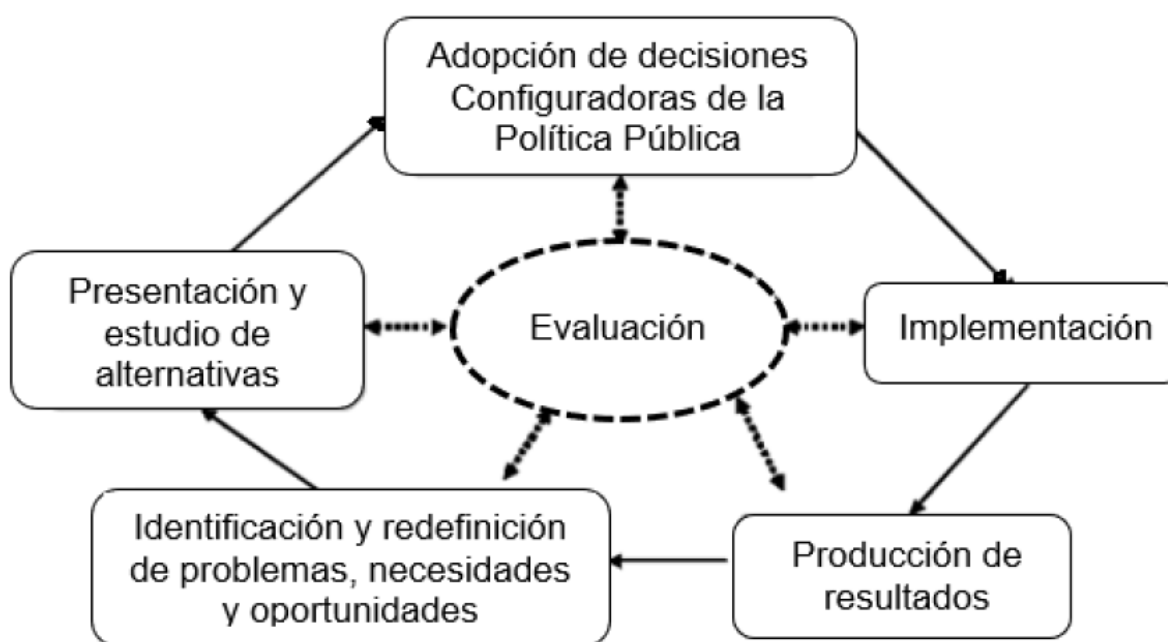 Adopción de decisiones
Configuradoras de la
Política Pública
Presentación y
estudio de
alternativas
Evaluación
Implementación
Identificación y redefinición
de problemas, necesidades
y oportunidades
Producción de
resultados